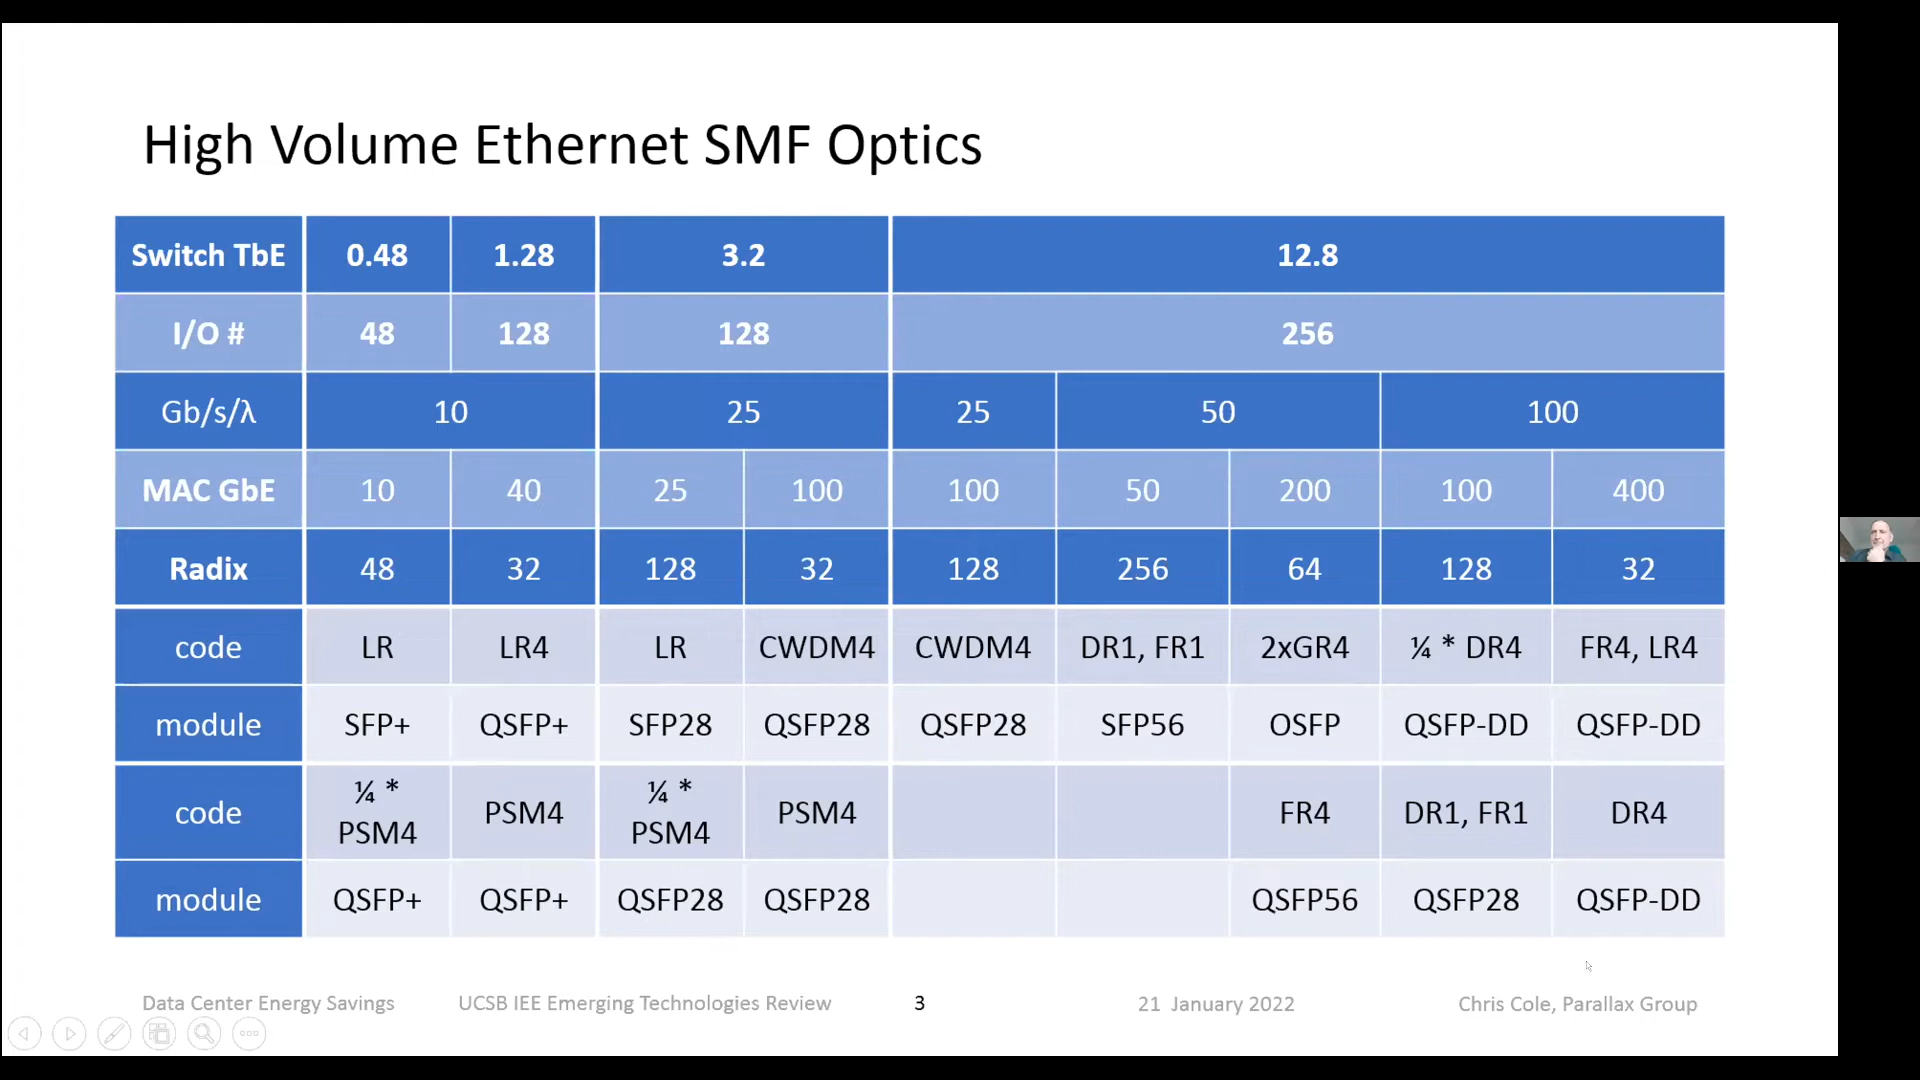 High Volume Ethernet SMF Optics
Switch TbE 0.48 1.28 3.2 12.8
I/O # 48 128 128 256
Gb/s/λ 10 25 25 50 100
MAC GbE 10 40 25 100 100 50 200 100 400
Radix 48 32 128 32 128 256 64 128 32
code LR LR4 LR CWDM4 CWDM4 DR1, FR1 2xGR4 ¼ * DR4 FR4, LR4
module SFP+ QSFP+ SFP28 QSFP28 QSFP28 SFP56 OSFP QSFP-DD QSFP-DD
code ¼ * PSM4 PSM4 ¼ * PSM4 PSM4 FR4 DR1, FR1 DR4
module QSFP+ QSFP+ QSFP28 QSFP28 QSFP56 QSFP28 QSFP-DD
Data Center Energy Savings UCSB IEE Emerging Technologies Review 3 21 January 2022 Chris Cole, Parallax Group